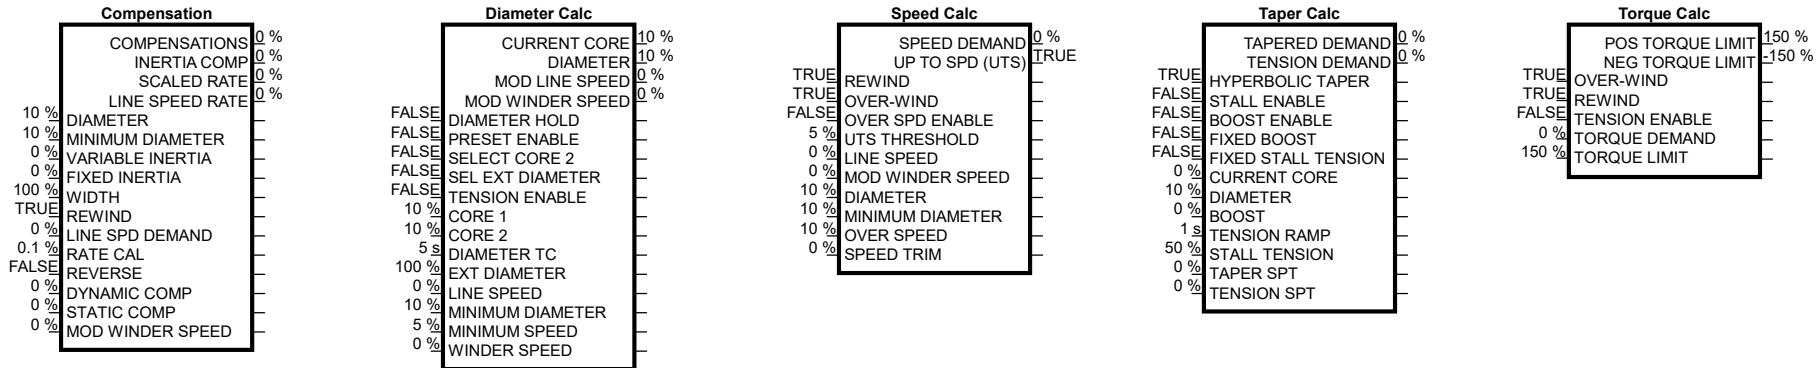 Compensation
COMPENSATIONS 0 %
INERTIA COMP 0 %
SCALED RATE 0 %
LINE SPEED RATE 0 %
10 % DIAMETER
10 % MINIMUM DIAMETER
0 % VARIABLE INERTIA
0 % FIXED INERTIA
100 % WIDTH
TRUE REWIND
0 % LINE SPD DEMAND
0.1 % RATE CAL
FALSE REVERSE
0 % DYNAMIC COMP
0 % STATIC COMP
0 % MOD WINDER SPEED
Diameter Calc
CURRENT CORE 10 %
DIAMETER 10 %
MOD LINE SPEED 0 %
MOD WINDER SPEED 0 %
FALSE DIAMETER HOLD
FALSE PRESET ENABLE
FALSE SELECT CORE 2
FALSE SEL EXT DIAMETER
FALSE TENSION ENABLE
10 % CORE 1
10 % CORE 2
5 s DIAMETER TC
100 % EXT DIAMETER
0 % LINE SPEED
10 % MINIMUM DIAMETER
5 % MINIMUM SPEED
0 % WINDER SPEED
Speed Calc
SPEED DEMAND 0 %
UP TO SPD (UTS) TRUE
TRUE REWIND
TRUE OVER-WIND
FALSE OVER SPD ENABLE
5 % UTS THRESHOLD
0 % LINE SPEED
0 % MOD WINDER SPEED
10 % DIAMETER
10 % MINIMUM DIAMETER
10 % OVER SPEED
0 % SPEED TRIM
Taper Calc
TAPERED DEMAND 0 %
TENSION DEMAND 0 %
TRUE HYPERBOLIC TAPER
FALSE STALL ENABLE
FALSE BOOST ENABLE
FALSE FIXED BOOST
FALSE FIXED STALL TENSION
0 % CURRENT CORE
10 % DIAMETER
0 % BOOST
1 s TENSION RAMP
50 % STALL TENSION
0 % TAPER SPT
0 % TENSION SPT
Torque Calc
POS TORQUE LIMIT 150 %
NEG TORQUE LIMIT -150 %
TRUE OVER-WIND
TRUE REWIND
FALSE TENSION ENABLE
0 % TORQUE DEMAND
150 % TORQUE LIMIT